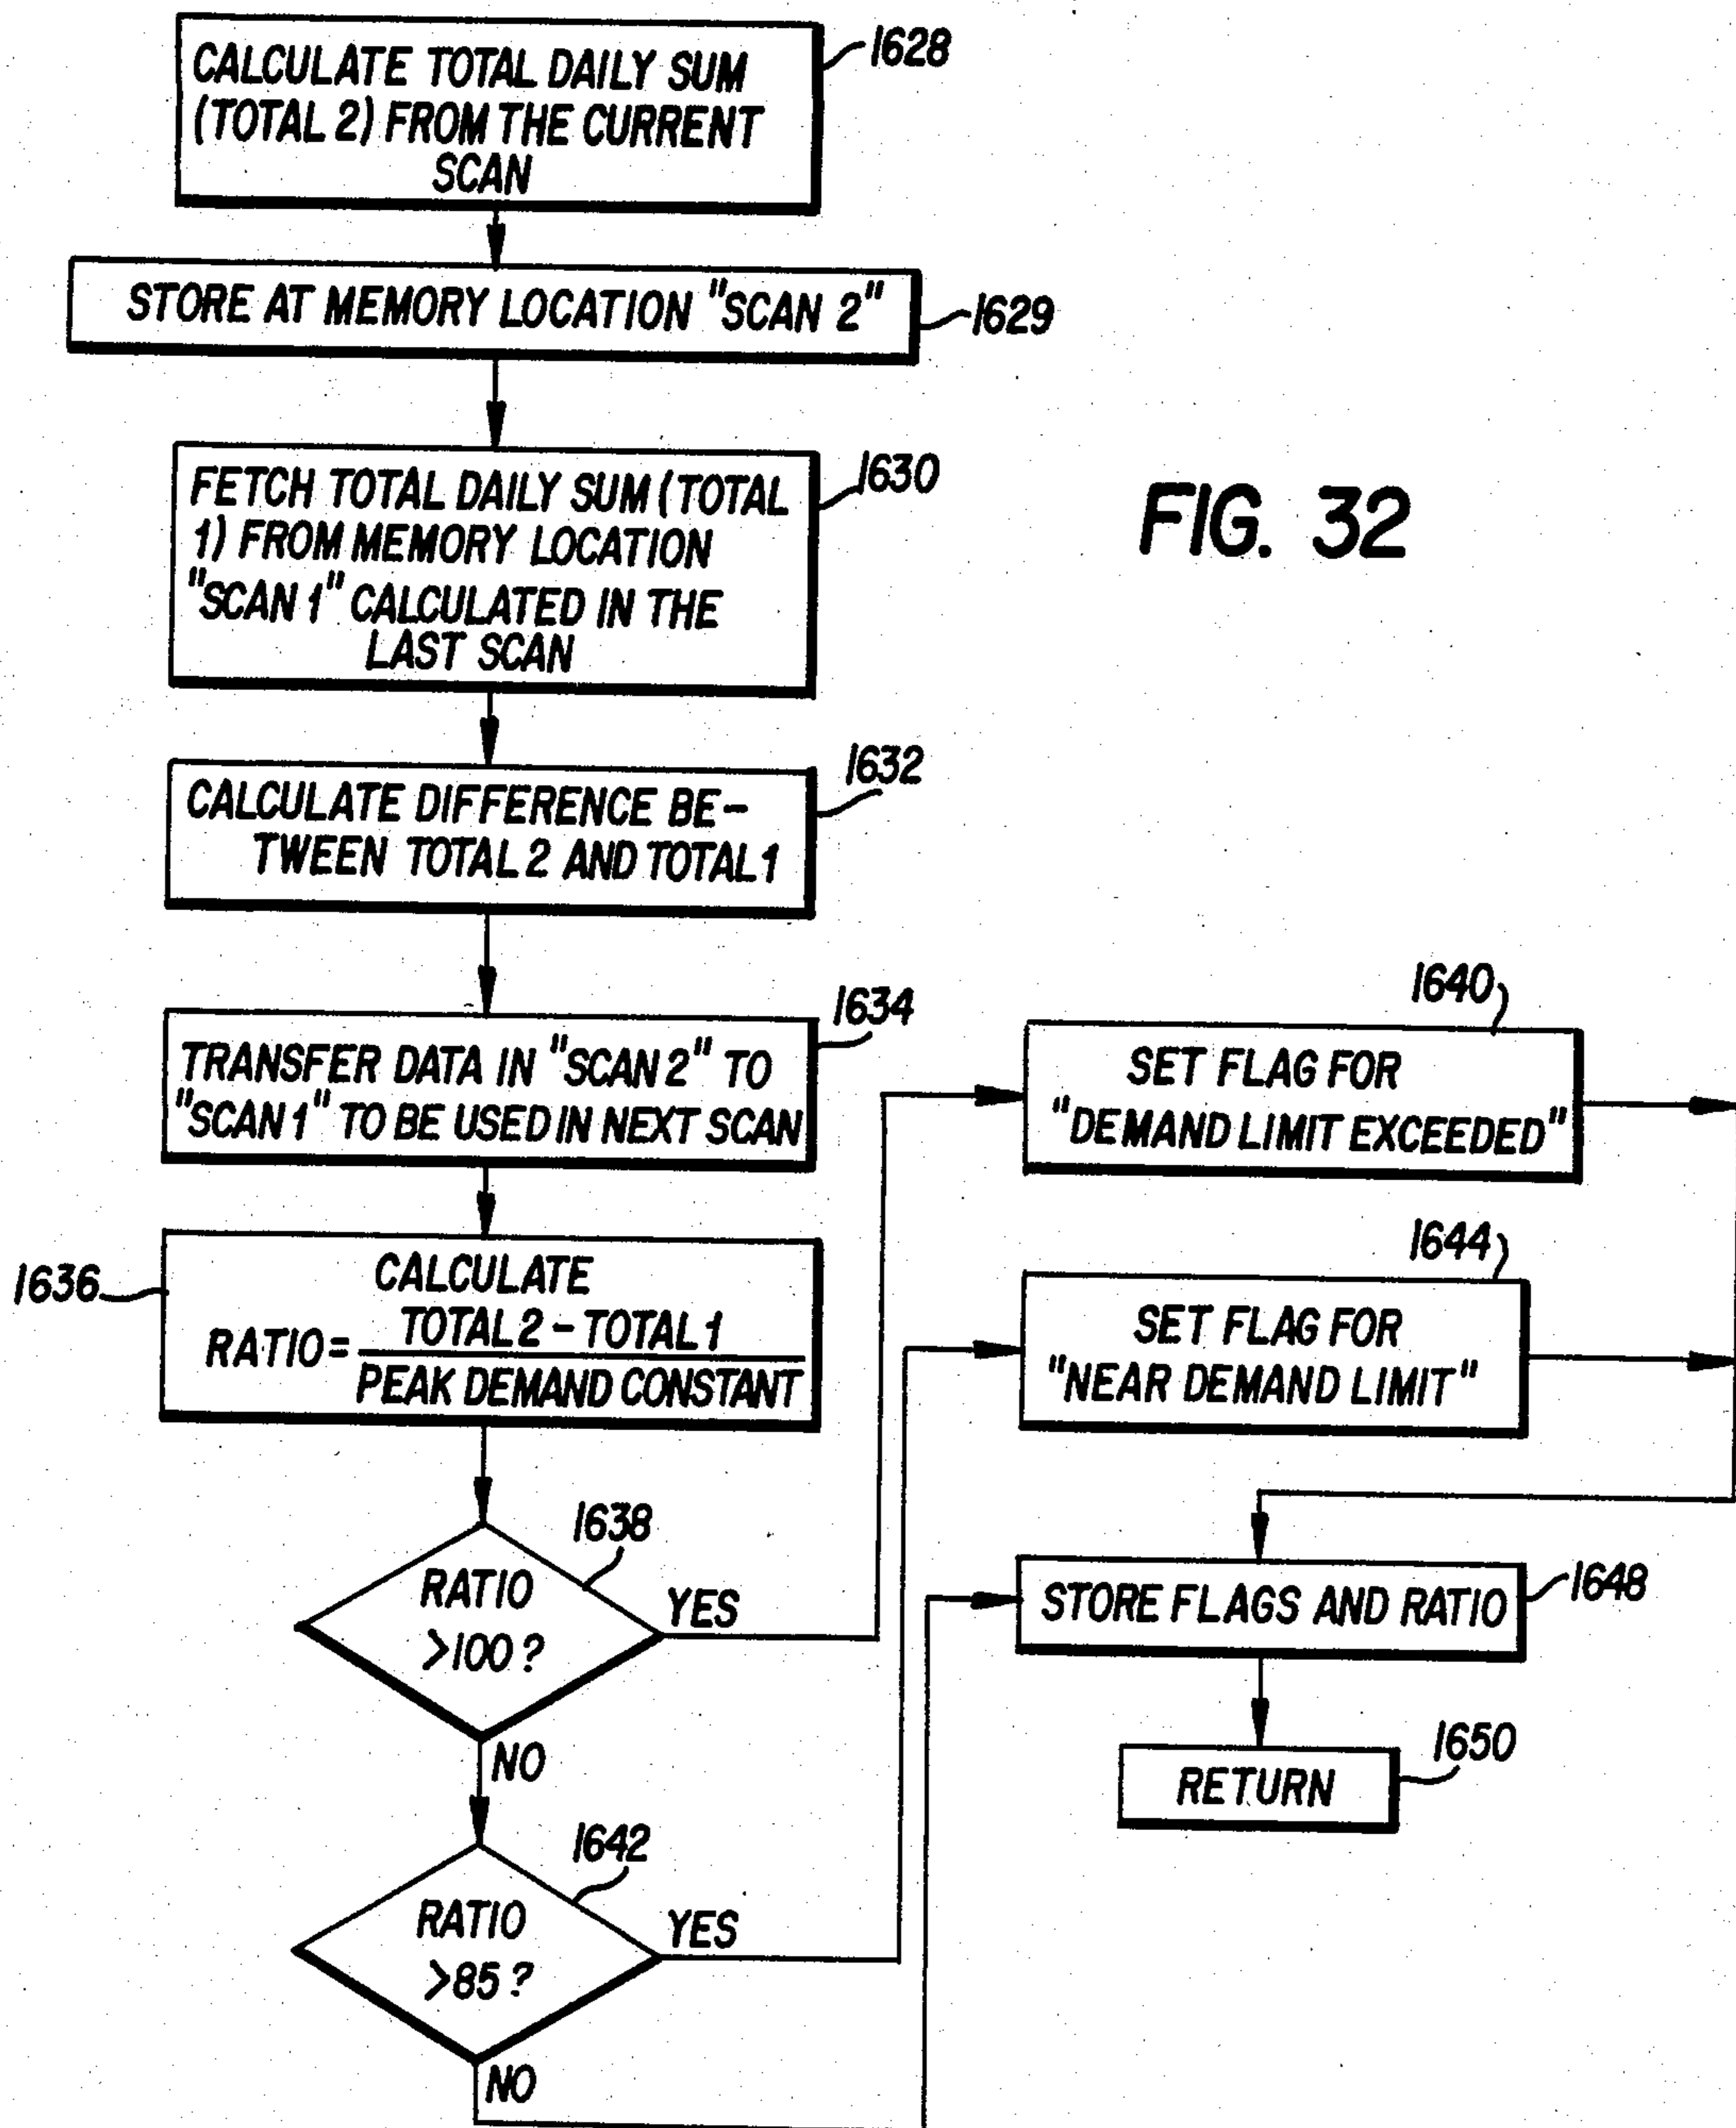 CALCULATE TOTAL DAILY SUM
(TOTAL 2) FROM THE CURRENT
SCAN
1628
STORE AT MEMORY LOCATION "SCAN 2"
1629
FETCH TOTAL DAILY SUM (TOTAL
1) FROM MEMORY LOCATION
"SCAN 1" CALCULATED IN THE
LAST SCAN
1630
FIG. 32
CALCULATE DIFFERENCE BE-
TWEEN TOTAL 2 AND TOTAL 1
1632
TRANSFER DATA IN "SCAN 2" TO
"SCAN 1" TO BE USED IN NEXT SCAN
1634
1636
CALCULATE
RATIO=
TOTAL 2 - TOTAL 1
PEAK DEMAND CONSTANT
RATIO
>100?
1638
YES
NO
RATIO
>85?
1642
YES
NO
1640
SET FLAG FOR
"DEMAND LIMIT EXCEEDED"
1644
SET FLAG FOR
"NEAR DEMAND LIMIT"
STORE FLAGS AND RATIO
1648
RETURN
1650